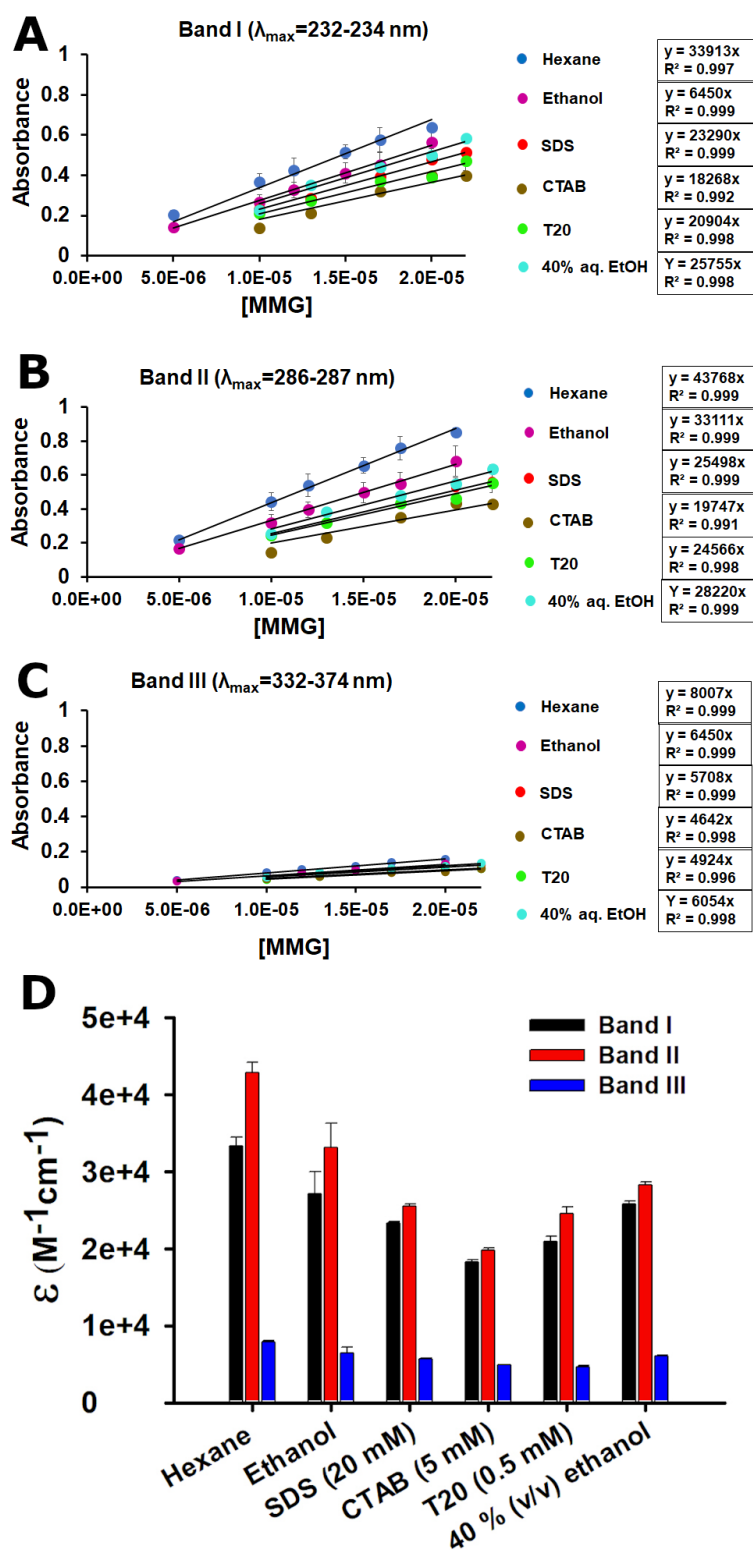 A
Band I (λmax=232-234 nm)
Absorbance
1
0.8
0.6
0.4
0.2
0
0.0E+00 5.0E-06 1.0E-05 1.5E-05 2.0E-05
[MMG]
Hexane
Ethanol
SDS
CTAB
T20
40% aq. EtOH
y = 33913x
R² = 0.997
y = 6450x
R² = 0.999
y = 23290x
R² = 0.999
y = 18268x
R² = 0.992
y = 20904x
R² = 0.998
Y = 25755x
R² = 0.998
B
Band II (λmax=286-287 nm)
Absorbance
1
0.8
0.6
0.4
0.2
0
0.0E+00 5.0E-06 1.0E-05 1.5E-05 2.0E-05
[MMG]
Hexane
Ethanol
SDS
CTAB
T20
40% aq. EtOH
y = 43768x
R² = 0.999
y = 33111x
R² = 0.999
y = 25498x
R² = 0.999
y = 19747x
R² = 0.991
y = 24566x
R² = 0.998
Y = 28220x
R² = 0.999
C
Band III (λmax=332-374 nm)
Absorbance
1
0.8
0.6
0.4
0.2
0
0.0E+00 5.0E-06 1.0E-05 1.5E-05 2.0E-05
[MMG]
Hexane
Ethanol
SDS
CTAB
T20
40% aq. EtOH
y = 8007x
R² = 0.999
y = 6450x
R² = 0.999
y = 5708x
R² = 0.999
y = 4642x
R² = 0.998
y = 4924x
R² = 0.996
Y = 6054x
R² = 0.998
D
ε (M⁻¹cm⁻¹)
5e+4
4e+4
3e+4
2e+4
1e+4
0
Band I
Band II
Band III
Hexane
Ethanol
SDS (20 mM)
CTAB (5 mM)
T20 (0.5 mM)
40 % (v/v) ethanol